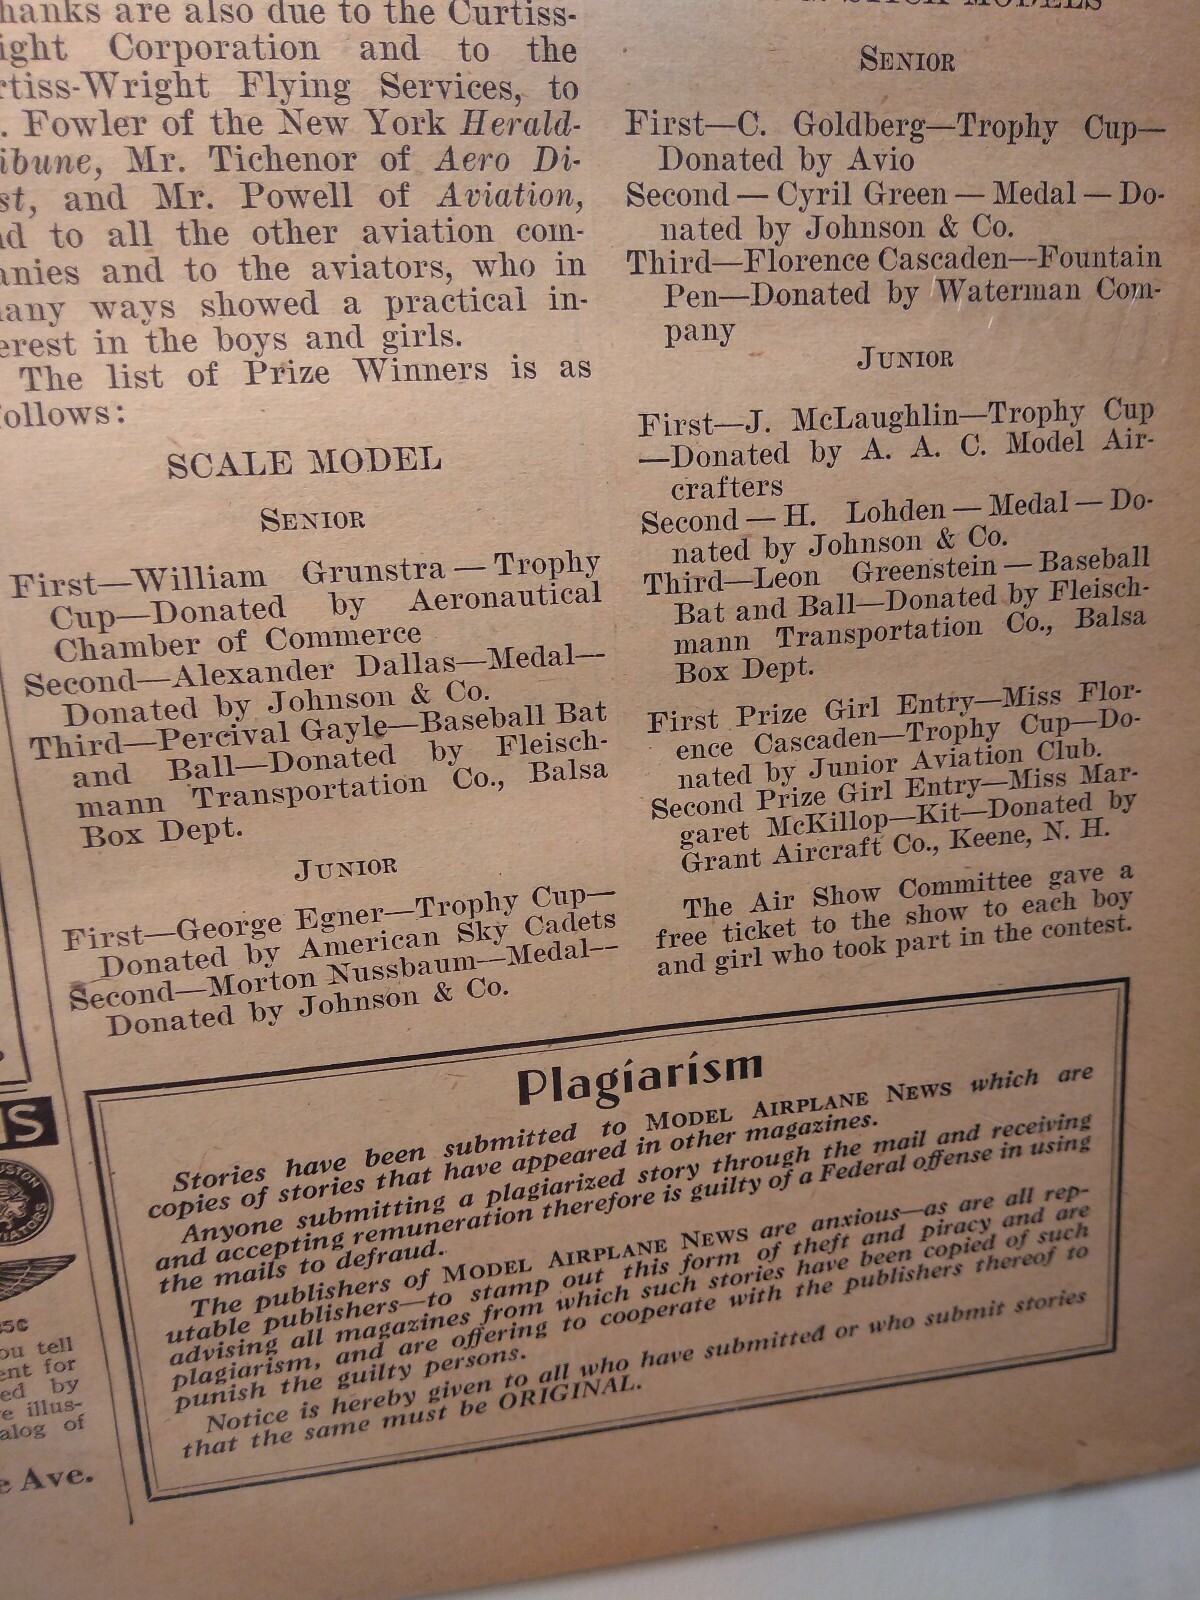 hanks are also due to the Curtiss-
ight Corporation and to the
rtiss-Wright Flying Services, to
. Fowler of the New York Herald-
ibune, Mr. Tichenor of Aero Di-
st, and Mr. Powell of Aviation,
nd to all the other aviation com-
anies and to the aviators, who in
any ways showed a practical in-
erest in the boys and girls.
The list of Prize Winners is as
follows:
SCALE MODEL
SENIOR
First—William Grunstra—Trophy
Cup—Donated by Aeronautical
Chamber of Commerce
Second—Alexander Dallas—Medal—
Donated by Johnson & Co.
Third—Percival Gayle—Baseball Bat
and Ball—Donated by Fleisch-
mann Transportation Co., Balsa
Box Dept.
JUNIOR
First—George Egner—Trophy Cup—
Donated by American Sky Cadets
Second—Morton Nussbaum—Medal—
Donated by Johnson & Co.
STICK MODELS
SENIOR
First—C. Goldberg—Trophy Cup—
Donated by Avio
Second—Cyril Green—Medal—Do-
nated by Johnson & Co.
Third—Florence Cascaden—Fountain
Pen—Donated by Waterman Com-
pany
JUNIOR
First—J. McLaughlin—Trophy Cup
—Donated by A. A. C. Model Air-
crafters
Second—H. Lohden—Medal—Do-
nated by Johnson & Co.
Third—Leon Greenstein—Baseball
Bat and Ball—Donated by Fleisch-
mann Transportation Co., Balsa
Box Dept.
First Prize Girl Entry—Miss Flor-
ence Cascaden—Trophy Cup—Do-
nated by Junior Aviation Club.
Second Prize Girl Entry—Miss Mar-
garet McKillop—Kit—Donated by
Grant Aircraft Co., Keene, N. H.
The Air Show Committee gave a
free ticket to the show to each boy
and girl who took part in the contest.
Plagiarism
Stories have been submitted to MODEL AIRPLANE NEWS which are
copies of stories that have appeared in other magazines.
Anyone submitting a plagiarized story through the mail and receiving
and accepting remuneration therefore is guilty of a Federal offense in using
the mails to defraud.
The publishers of MODEL AIRPLANE NEWS are anxious—as are all rep-
utable publishers—to stamp out this form of theft and piracy and are
advising all magazines from which such stories have been copied of such
plagiarism, and are offering to cooperate with the publishers thereof to
punish the guilty persons.
Notice is hereby given to all who have submitted or who submit stories
that the same must be ORIGINAL.
NS
USTON
IATORS
35¢
ou tell
ent for
ed by
e illus-
alog of
e Ave.